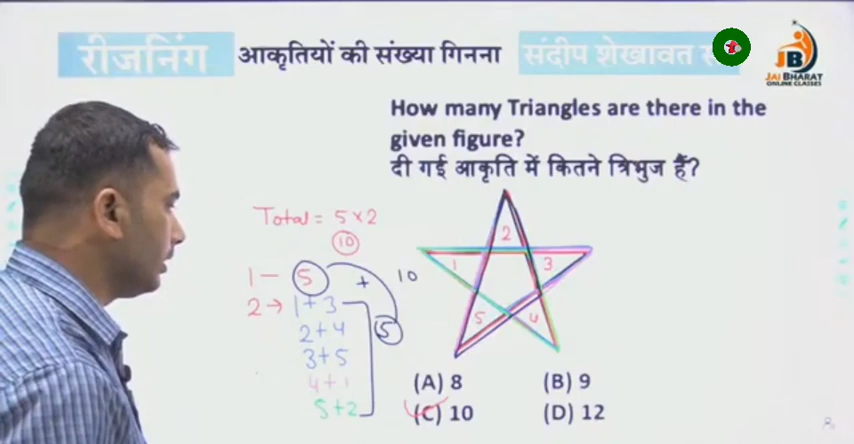 रीजनिंग
आकृतियों की संख्या गिनना
संदीप शेखावत स
JAI BHARAT
ONLINE CLASSES
How many Triangles are there in the
given figure?
दी गई आकृति में कितने त्रिभुज हैं?
Total = 5 x 2
10
1 — 5 + 10
2 → 1 + 3
2 + 4 5
3 + 5
4 + 1
5 + 2
2
1 3
5 4
(A) 8 (B) 9
(C) 10 (D) 12